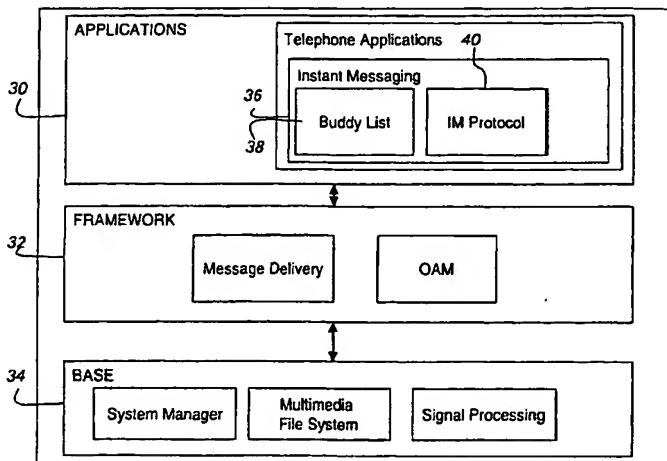 APPLICATIONS
Telephone Applications
40
Instant Messaging
30
36
38
Buddy List
IM Protocol
FRAMEWORK
32
Message Delivery
OAM
34
BASE
System Manager
Multimedia
File System
Signal Processing